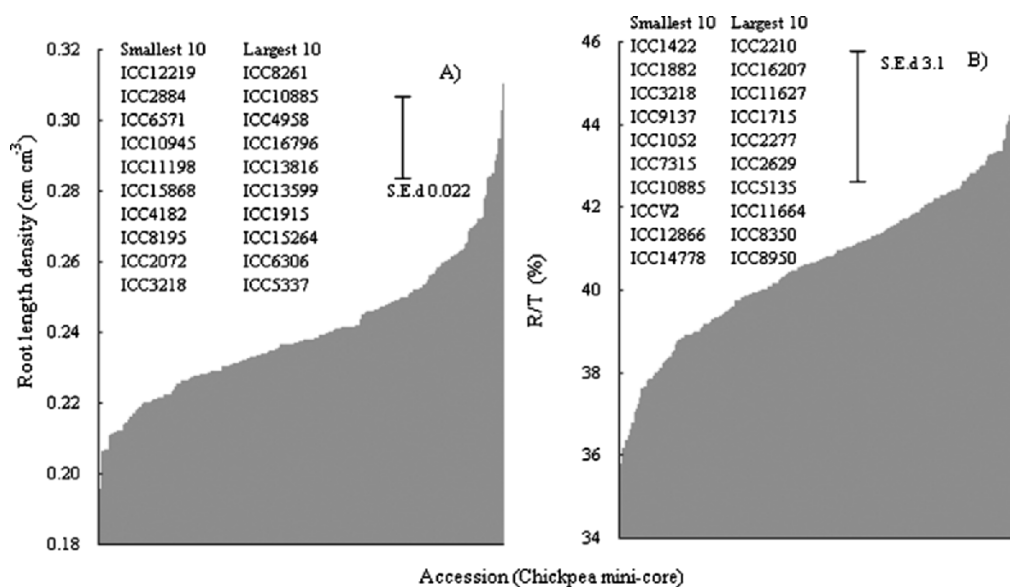 Smallest 10 Largest 10
ICC12219 ICC8261
ICC2884 ICC10885
ICC6571 ICC4958
ICC10945 ICC16796
ICC11198 ICC13816
ICC15868 ICC13599
ICC4182 ICC1915
ICC8195 ICC15264
ICC2072 ICC6306
ICC3218 ICC5337
A)
S.E.d 0.022
0.32
0.30
0.28
0.26
0.24
0.22
0.20
0.18
Root length density (cm cm⁻³)
Smallest 10 Largest 10
ICC1422 ICC2210
ICC1882 ICC16207
ICC3218 ICC11627
ICC9137 ICC1715
ICC1052 ICC2277
ICC7315 ICC2629
ICC10885 ICC5135
ICCV2 ICC11664
ICC12866 ICC8350
ICC14778 ICC8950
S.E.d 3.1
B)
46
44
42
40
38
36
34
R/T (%)
Accession (Chickpea mini-core)